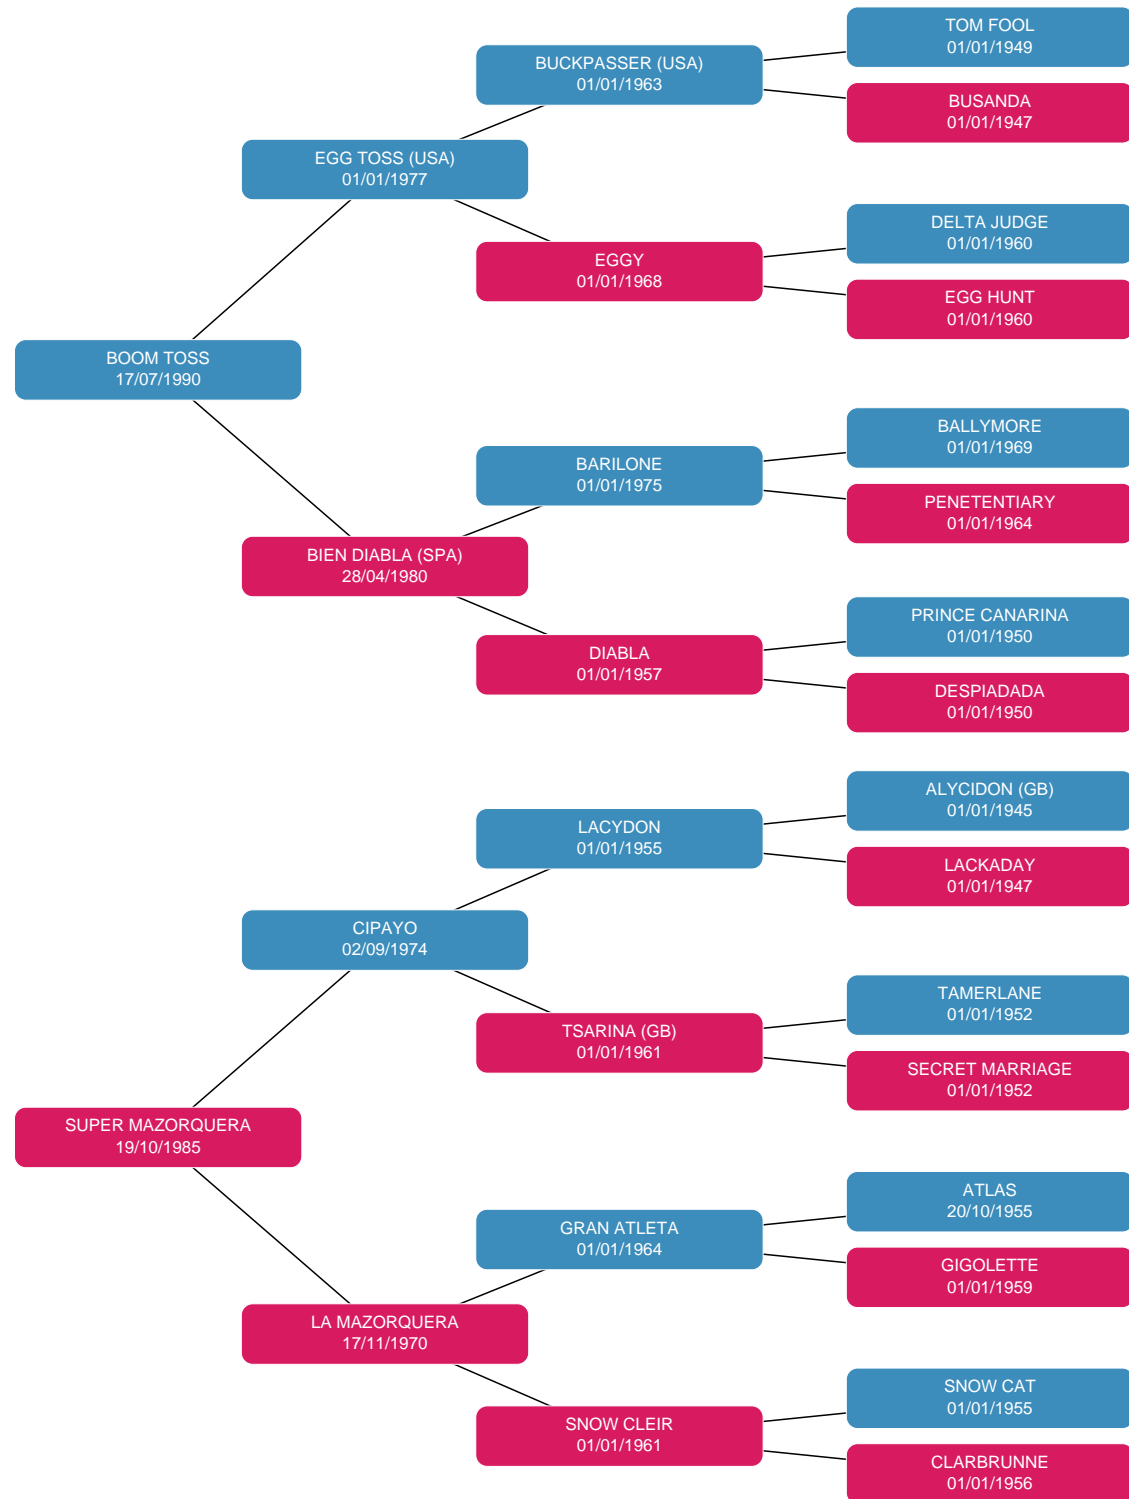 TOM FOOL
01/01/1949
BUCKPASSER (USA)
01/01/1963
BUSANDA
01/01/1947
EGG TOSS (USA)
01/01/1977
DELTA JUDGE
01/01/1960
EGGY
01/01/1968
EGG HUNT
01/01/1960
BOOM TOSS
17/07/1990
BALLYMORE
01/01/1969
BARILONE
01/01/1975
PENETENTIARY
01/01/1964
BIEN DIABLA (SPA)
28/04/1980
PRINCE CANARINA
01/01/1950
DIABLA
01/01/1957
DESPIADADA
01/01/1950
ALYCIDON (GB)
01/01/1945
LACYDON
01/01/1955
LACKADAY
01/01/1947
CIPAYO
02/09/1974
TAMERLANE
01/01/1952
TSARINA (GB)
01/01/1961
SECRET MARRIAGE
01/01/1952
SUPER MAZORQUERA
19/10/1985
ATLAS
20/10/1955
GRAN ATLETA
01/01/1964
GIGOLETTE
01/01/1959
LA MAZORQUERA
17/11/1970
SNOW CAT
01/01/1955
SNOW CLEIR
01/01/1961
CLARBRUNNE
01/01/1956